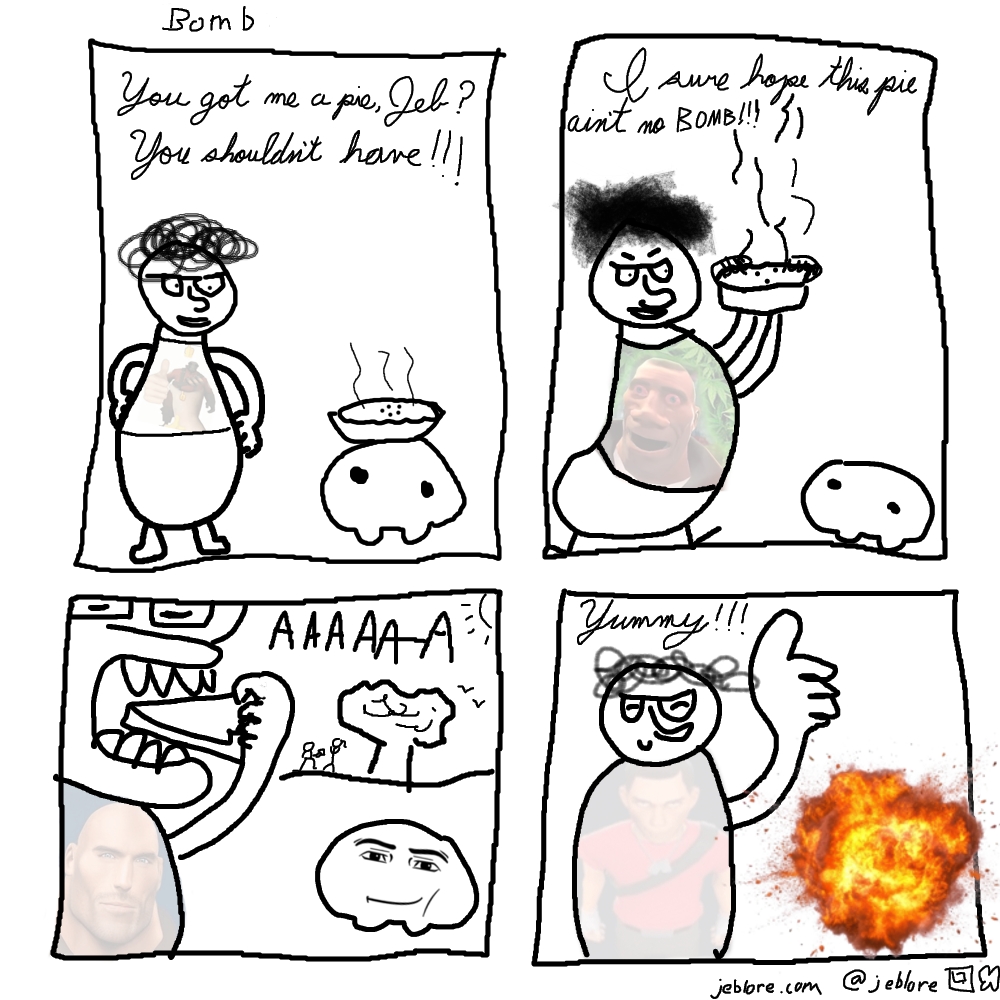 Bomb
You got me a pie, Jeb?
You shouldn't have!!!
I sure hope this pie
ain't no BOMB!!!
AAAAAA
Yummy!!!
jeblore.com @jeblore